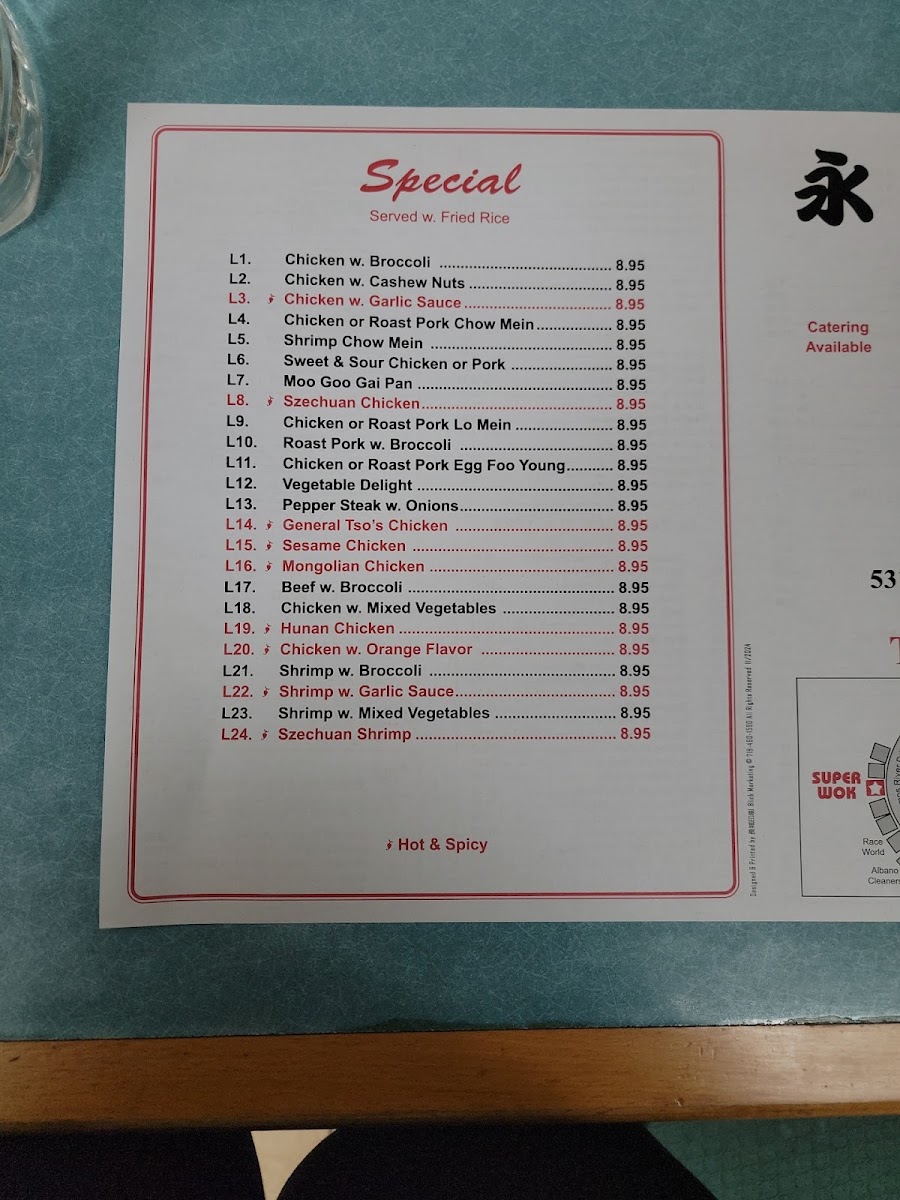 Special
Served w. Fried Rice
L1. Chicken w. Broccoli ........................................ 8.95
L2. Chicken w. Cashew Nuts ................................. 8.95
L3. Chicken w. Garlic Sauce .................................. 8.95
L4. Chicken or Roast Pork Chow Mein ................. 8.95
L5. Shrimp Chow Mein .......................................... 8.95
L6. Sweet & Sour Chicken or Pork ....................... 8.95
L7. Moo Goo Gai Pan ............................................. 8.95
L8. Szechuan Chicken ............................................ 8.95
L9. Chicken or Roast Pork Lo Mein ....................... 8.95
L10. Roast Pork w. Broccoli ................................... 8.95
L11. Chicken or Roast Pork Egg Foo Young ........... 8.95
L12. Vegetable Delight ............................................ 8.95
L13. Pepper Steak w. Onions ................................... 8.95
L14. General Tso's Chicken .................................... 8.95
L15. Sesame Chicken .............................................. 8.95
L16. Mongolian Chicken .......................................... 8.95
L17. Beef w. Broccoli ............................................... 8.95
L18. Chicken w. Mixed Vegetables .......................... 8.95
L19. Hunan Chicken ................................................. 8.95
L20. Chicken w. Orange Flavor ............................... 8.95
L21. Shrimp w. Broccoli ........................................... 8.95
L22. Shrimp w. Garlic Sauce ..................................... 8.95
L23. Shrimp w. Mixed Vegetables ............................ 8.95
L24. Szechuan Shrimp .............................................. 8.95
Hot & Spicy
永
Catering
Available
53
SUPER
WOK
Race
World
Albano
Cleaner